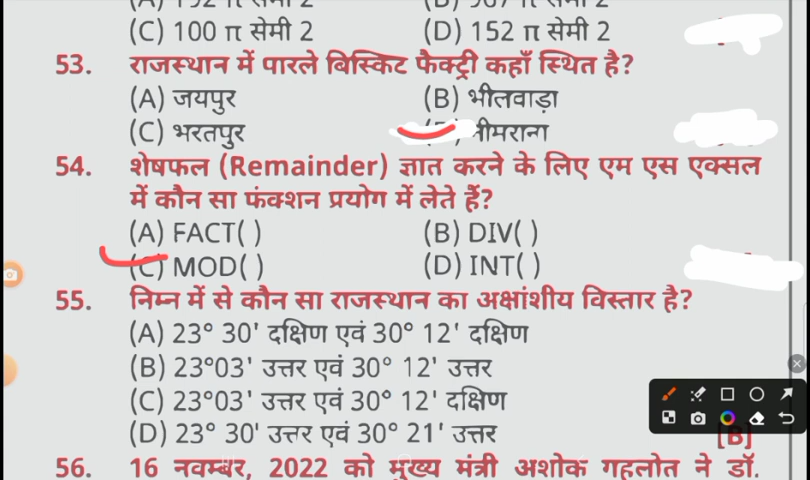 (C) 100 π सेमी 2 (D) 152 π सेमी 2
53. राजस्थान में पारले बिस्किट फैक्ट्री कहाँ स्थित है?
(A) जयपुर (B) भीलवाड़ा
(C) भरतपुर नीमराना
54. शेषफल (Remainder) ज्ञात करने के लिए एम एस एक्सल
में कौन सा फंक्शन प्रयोग में लेते हैं?
(A) FACT( ) (B) DIV( )
(C) MOD( ) (D) INT( )
55. निम्न में से कौन सा राजस्थान का अक्षांशीय विस्तार है?
(A) 23° 30' दक्षिण एवं 30° 12' दक्षिण
(B) 23°03' उत्तर एवं 30° 12' उत्तर
(C) 23°03' उत्तर एवं 30° 12' दक्षिण
(D) 23° 30' उत्तर एवं 30° 21' उत्तर
[B]
56. 16 नवम्बर, 2022 को मुख्य मंत्री अशोक गहलोत ने डॉ.